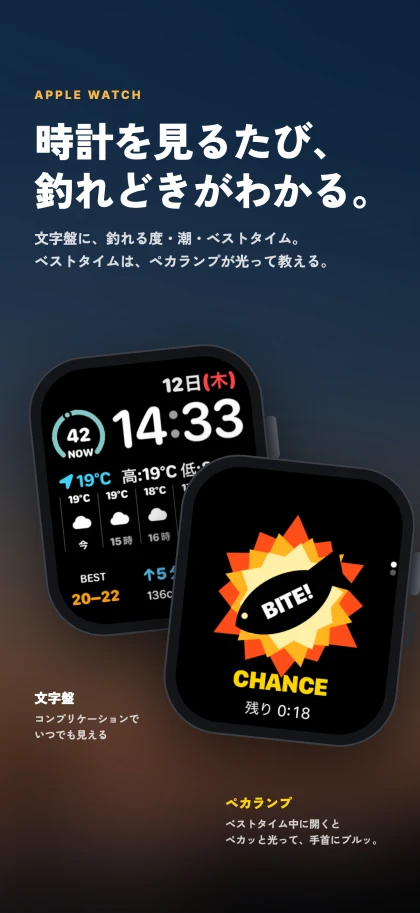 APPLE WATCH
時計を見るたび、
釣れどきがわかる。
文字盤に、釣れる度・潮・ベストタイム。
ベストタイムは、ペカランプが光って教える。
12日(木)
14:33
42
NOW
19°C 高:19°C 低:
19°C 19°C 18°C
今 15時 16時
BEST
20–22
↑5
136c
BITE!
CHANCE
残り 0:18
文字盤
コンプリケーションで
いつでも見える
ペカランプ
ベストタイム中に開くと
ペカッと光って、手首にブルッ。